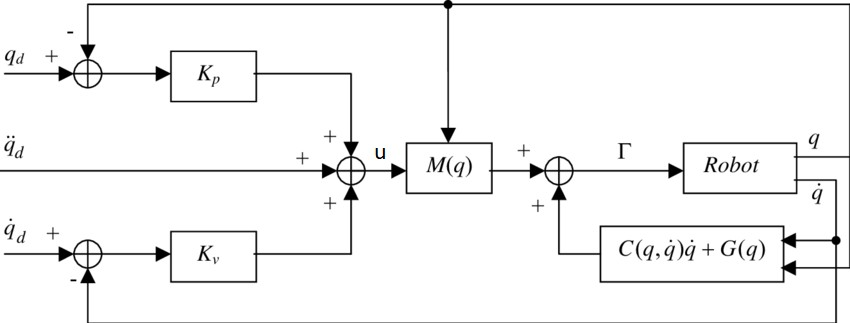 -
q_d +
K_p
+
q̈_d
+
u
M(q)
+
Γ
Robot
q
q̇
+
+
q̇_d +
K_v
C(q, q̇)q̇ + G(q)
-